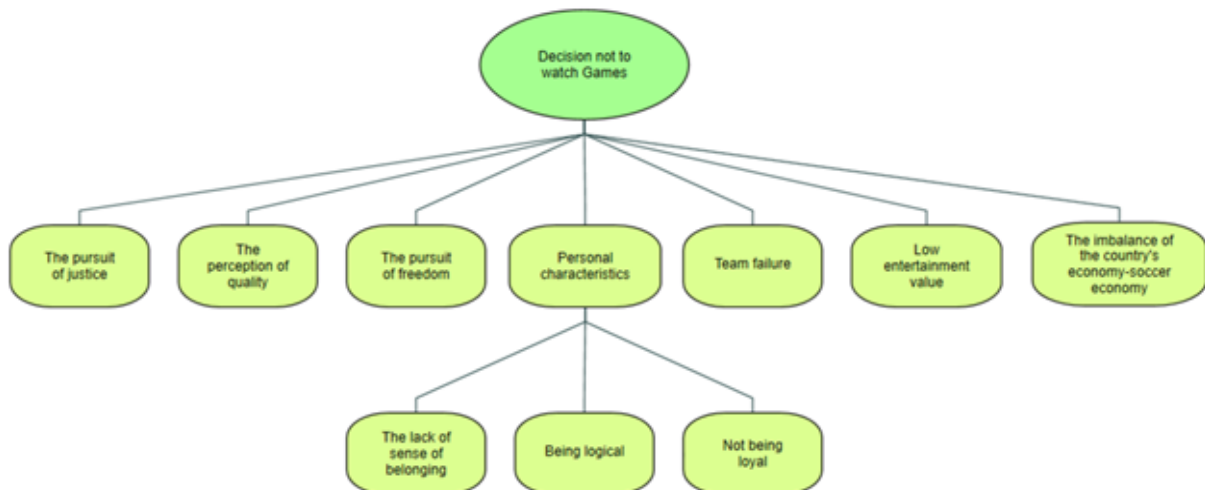 Decision not to
watch Games
The pursuit
of justice
The
perception of
quality
The pursuit
of freedom
Personal
characteristics
Team failure
Low
entertainment
value
The imbalance of
the country's
economy-soccer
economy
The lack of
sense of
belonging
Being logical
Not being
loyal